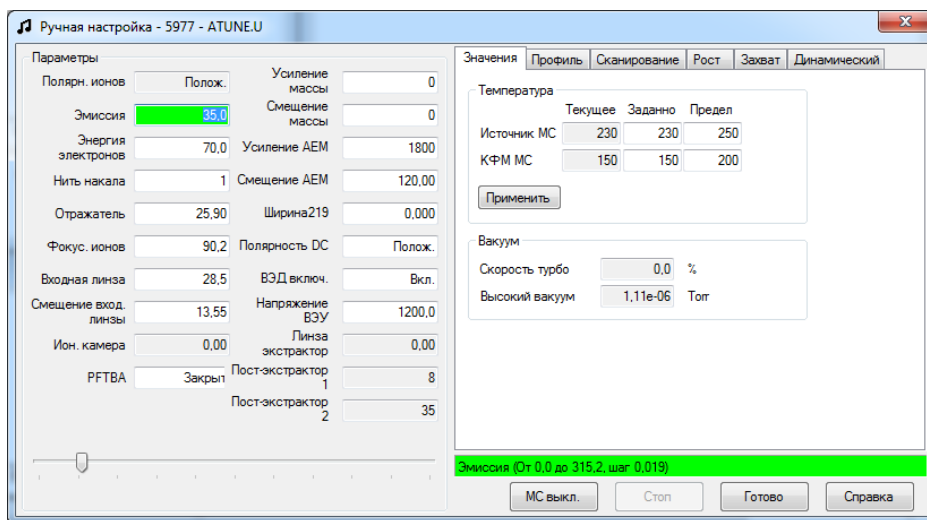 Ручная настройка - 5977 - ATUNE.U
Параметры
Полярн. ионов
Полож.
Эмиссия
35,0
Энергия
электронов
70,0
Нить накала
1
Отражатель
25,90
Фокус. ионов
90,2
Входная линза
28,5
Смещение вход.
линзы
13,55
Ион. камера
0,00
PFTBA
Закрыт
Усиление
массы
0
Смещение
массы
0
Усиление AEM
1800
Смещение AEM
120,00
Ширина219
0,000
Полярность DC
Полож.
ВЭД включ.
Вкл.
Напряжение
ВЭУ
1200,0
Линза
экстрактор
0,00
Пост-экстрактор
1
8
Пост-экстрактор
2
35
Значения Профиль Сканирование Рост Захват Динамический
Температура
Текущее Заданно Предел
Источник МС 230 230 250
КФМ МС 150 150 200
Применить
Вакуум
Скорость турбо 0,0 %
Высокий вакуум 1,11e-06 Torr
Эмиссия (От 0,0 до 315,2, шаг 0,019)
МС выкл. Стоп Готово Справка